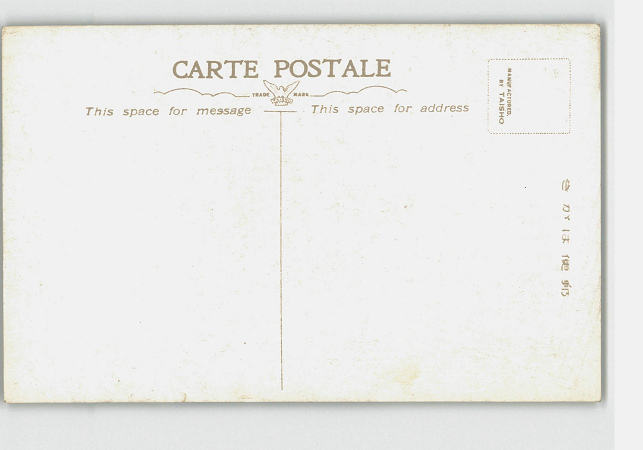 CARTE POSTALE
TRADE MARK
This space for message
This space for address
MANUFACTURED.
BY TAISHO
きかは便郵